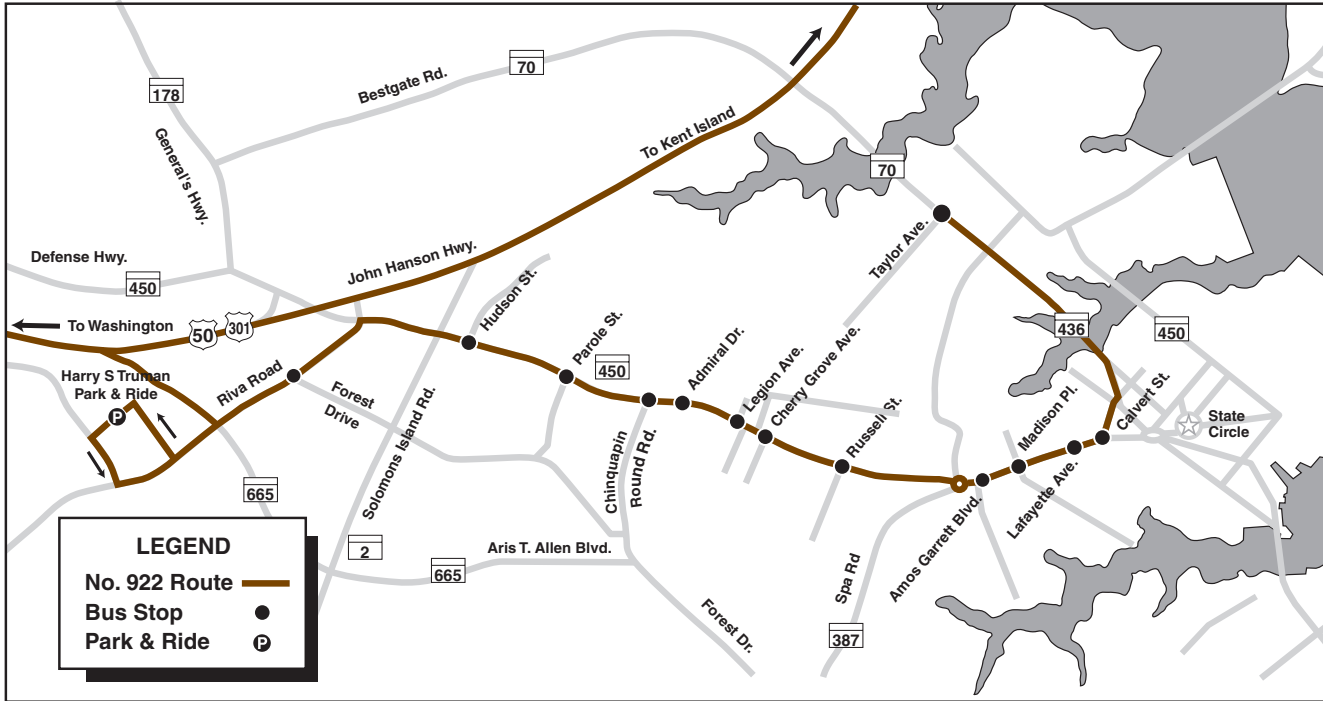 178
General's Hwy.
Bestgate Rd.
70
To Kent Island
70
Defense Hwy.
450
John Hanson Hwy.
To Washington
50
301
Harry S Truman
Park & Ride
P
Riva Road
Forest
Drive
Solomons Island Rd.
Hudson St.
Parole St.
450
Chinquapin
Round Rd.
Admiral Dr.
Legion Ave.
Cherry Grove Ave.
Russell St.
Taylor Ave.
436
450
Madison Pl.
Calvert St.
State
Circle
Lafayette Ave.
Amos Garrett Blvd.
Spa Rd
387
665
2
665
Aris T. Allen Blvd.
Forest Dr.
LEGEND
No. 922 Route
Bus Stop
Park & Ride
P